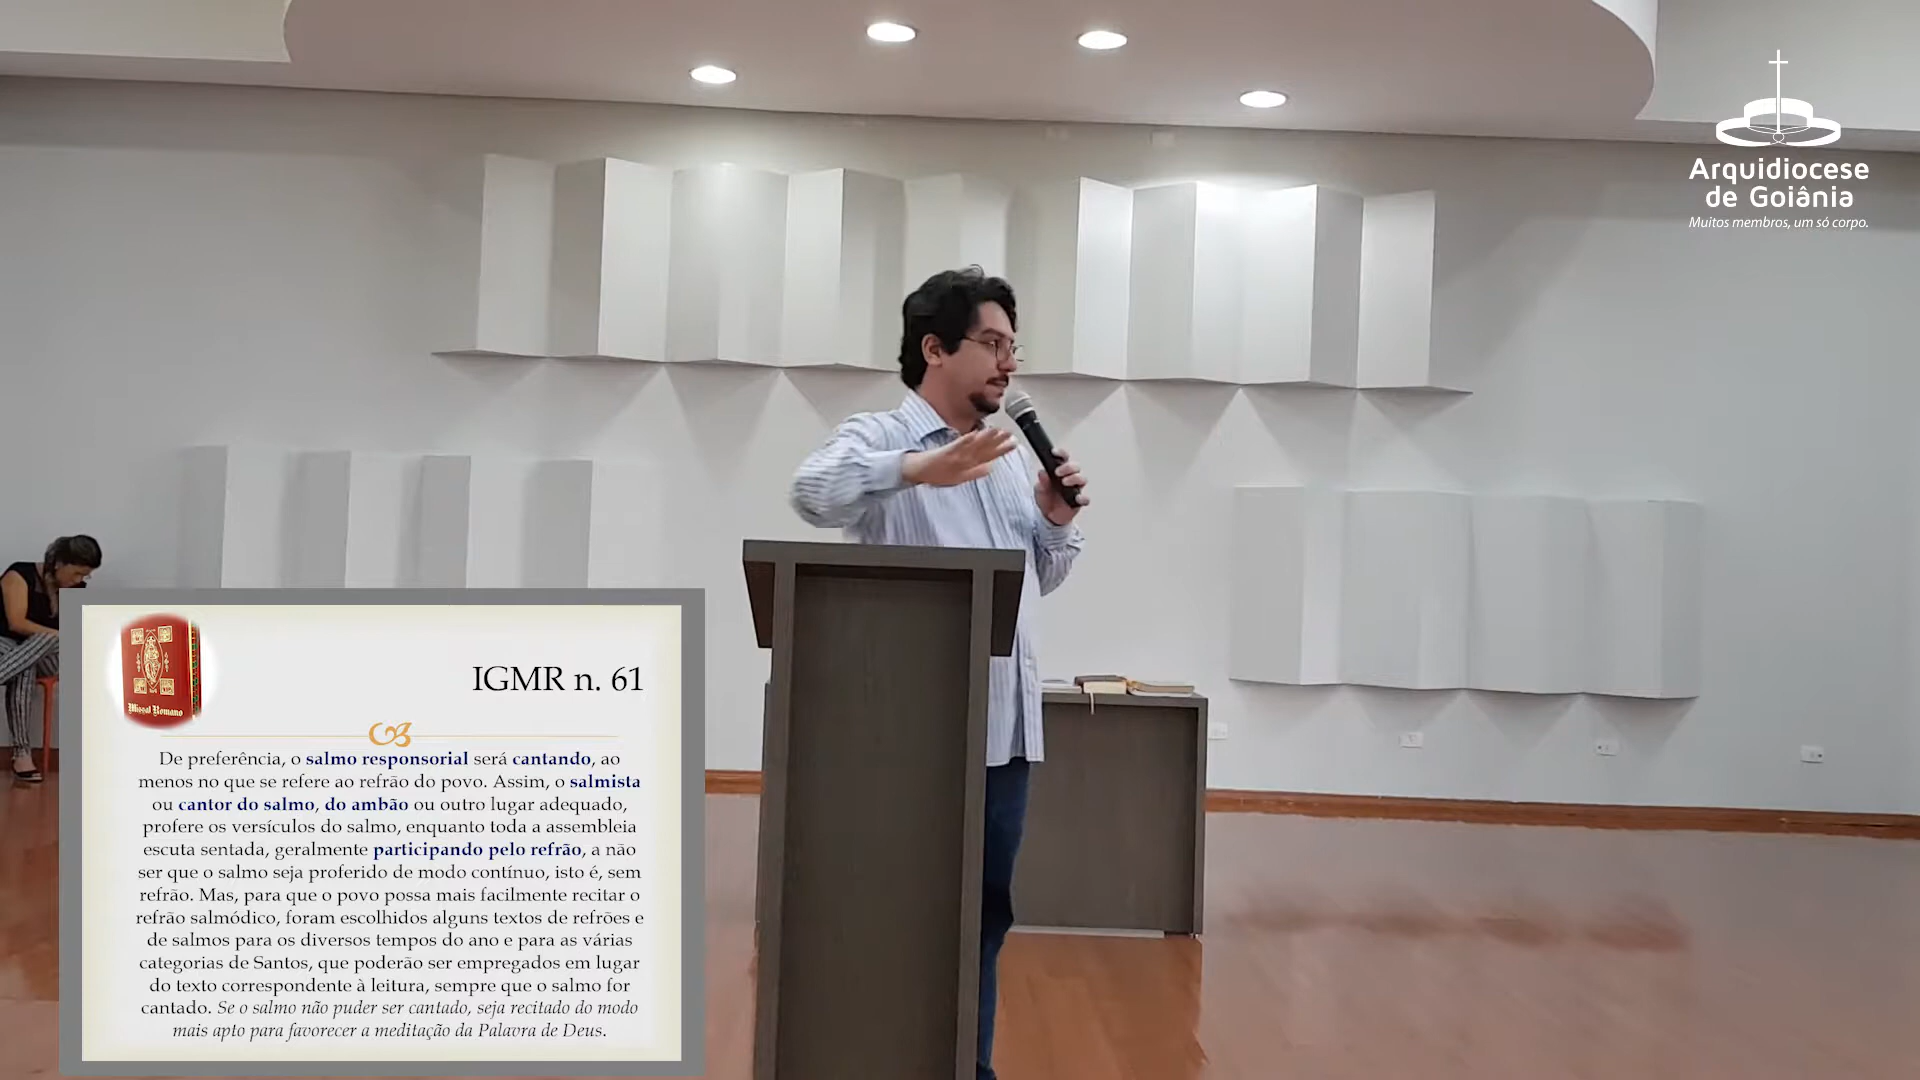 Arquidiocese
de Goiânia
Muitos membros, um só corpo.
Missal Romano
IGMR n. 61
De preferência, o salmo responsorial será cantando, ao
menos no que se refere ao refrão do povo. Assim, o salmista
ou cantor do salmo, do ambão ou outro lugar adequado,
profere os versículos do salmo, enquanto toda a assembleia
escuta sentada, geralmente participando pelo refrão, a não
ser que o salmo seja proferido de modo contínuo, isto é, sem
refrão. Mas, para que o povo possa mais facilmente recitar o
refrão salmódico, foram escolhidos alguns textos de refrões e
de salmos para os diversos tempos do ano e para as várias
categorias de Santos, que poderão ser empregados em lugar
do texto correspondente à leitura, sempre que o salmo for
cantado. Se o salmo não puder ser cantado, seja recitado do modo
mais apto para favorecer a meditação da Palavra de Deus.